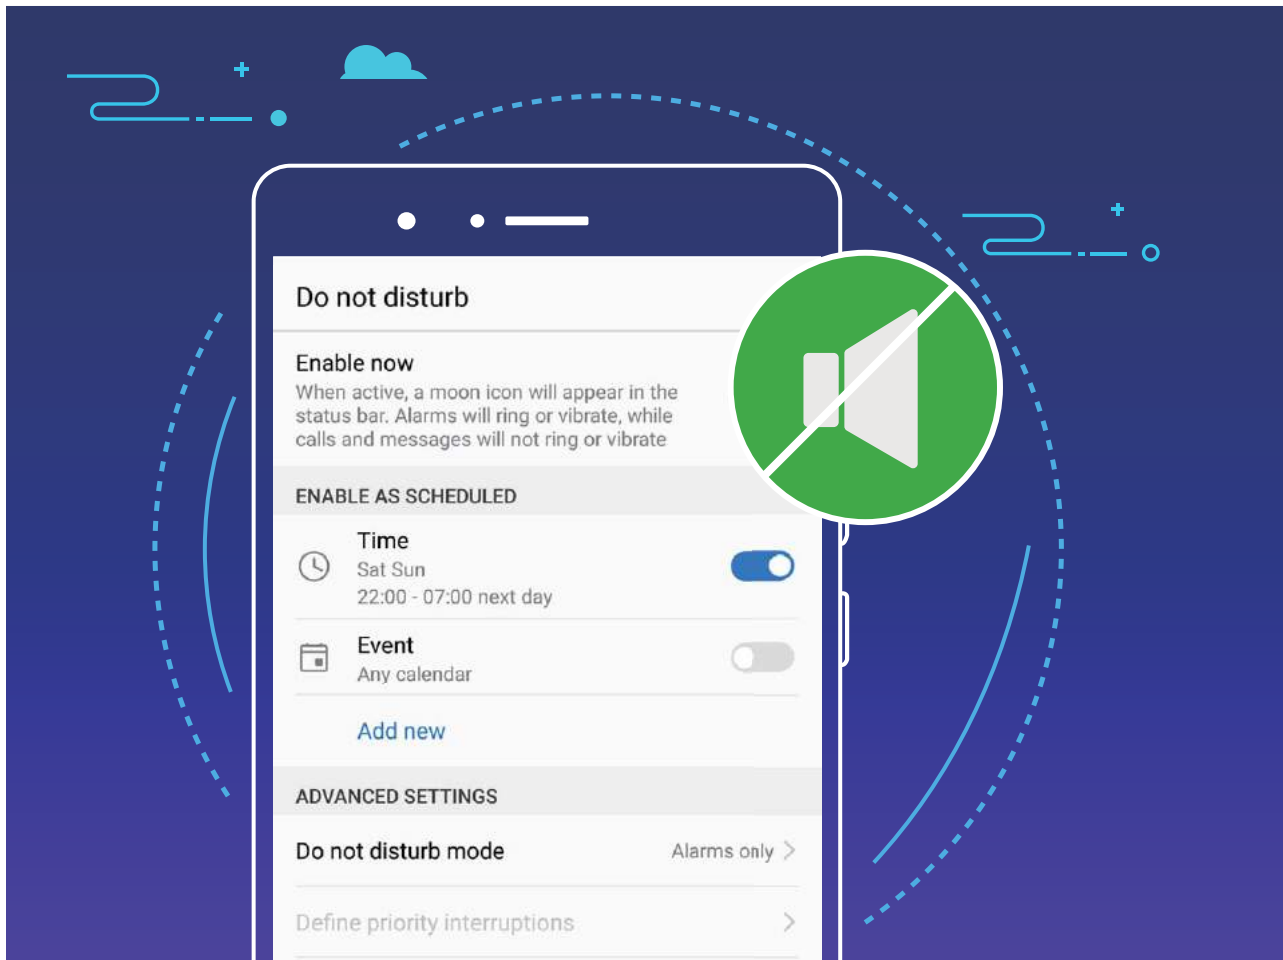 Do not disturb
Enable now
When active, a moon icon will appear in the
status bar. Alarms will ring or vibrate, while
calls and messages will not ring or vibrate
ENABLE AS SCHEDULED
Time
Sat Sun
22:00 - 07:00 next day
Event
Any calendar
Add new
ADVANCED SETTINGS
Do not disturb mode
Alarms only
Define priority interruptions